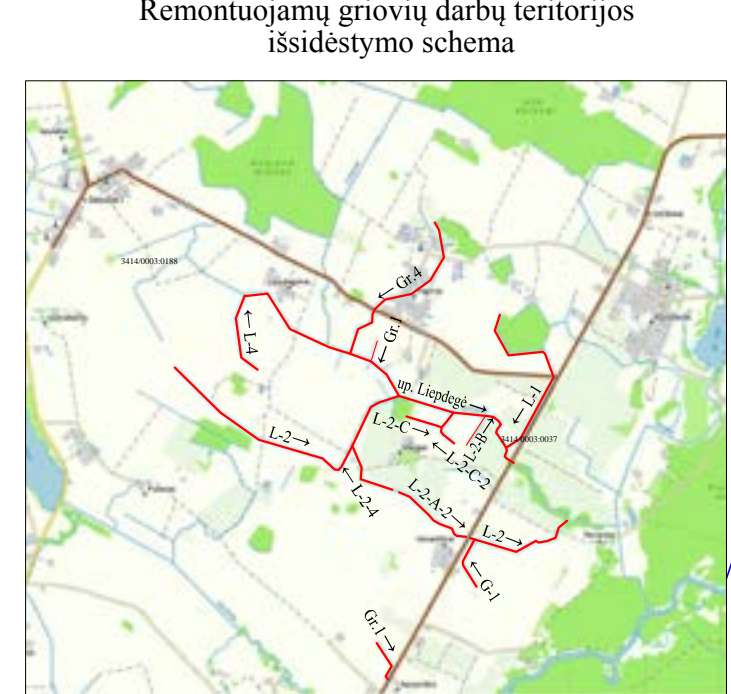 Remontuojamų griovių darbų teritorijos
išsidėstymo schema
3414/0003:0188
← Gr.4
← L-4
← Gr.1
up. Liepdegė →
← L-1
L-2 →
L-2-C →
L-2-B →
3414/0003:0037
← L-2-C-2
← L-2-4
L-2-A-2 →
L-2 →
← G-1
Gr.1 →